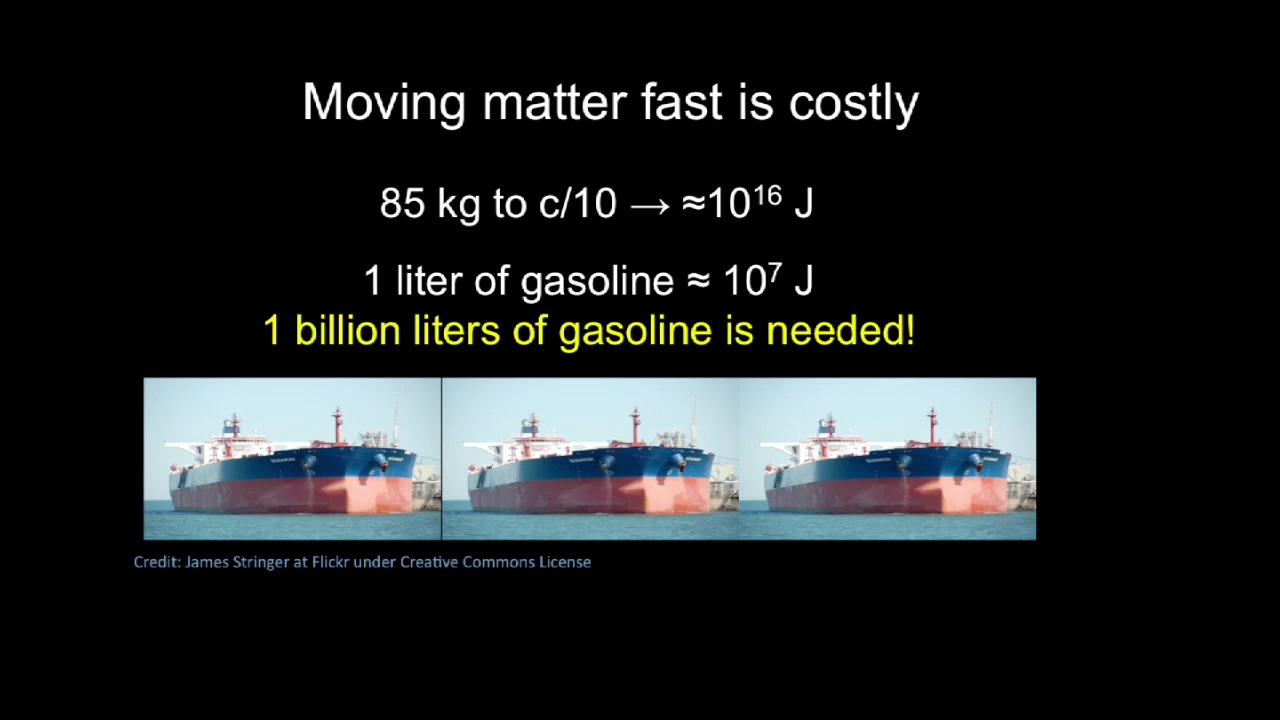 Moving matter fast is costly
85 kg to c/10 → ≈10¹⁶ J
1 liter of gasoline ≈ 10⁷ J
1 billion liters of gasoline is needed!
Credit: James Stringer at Flickr under Creative Commons License